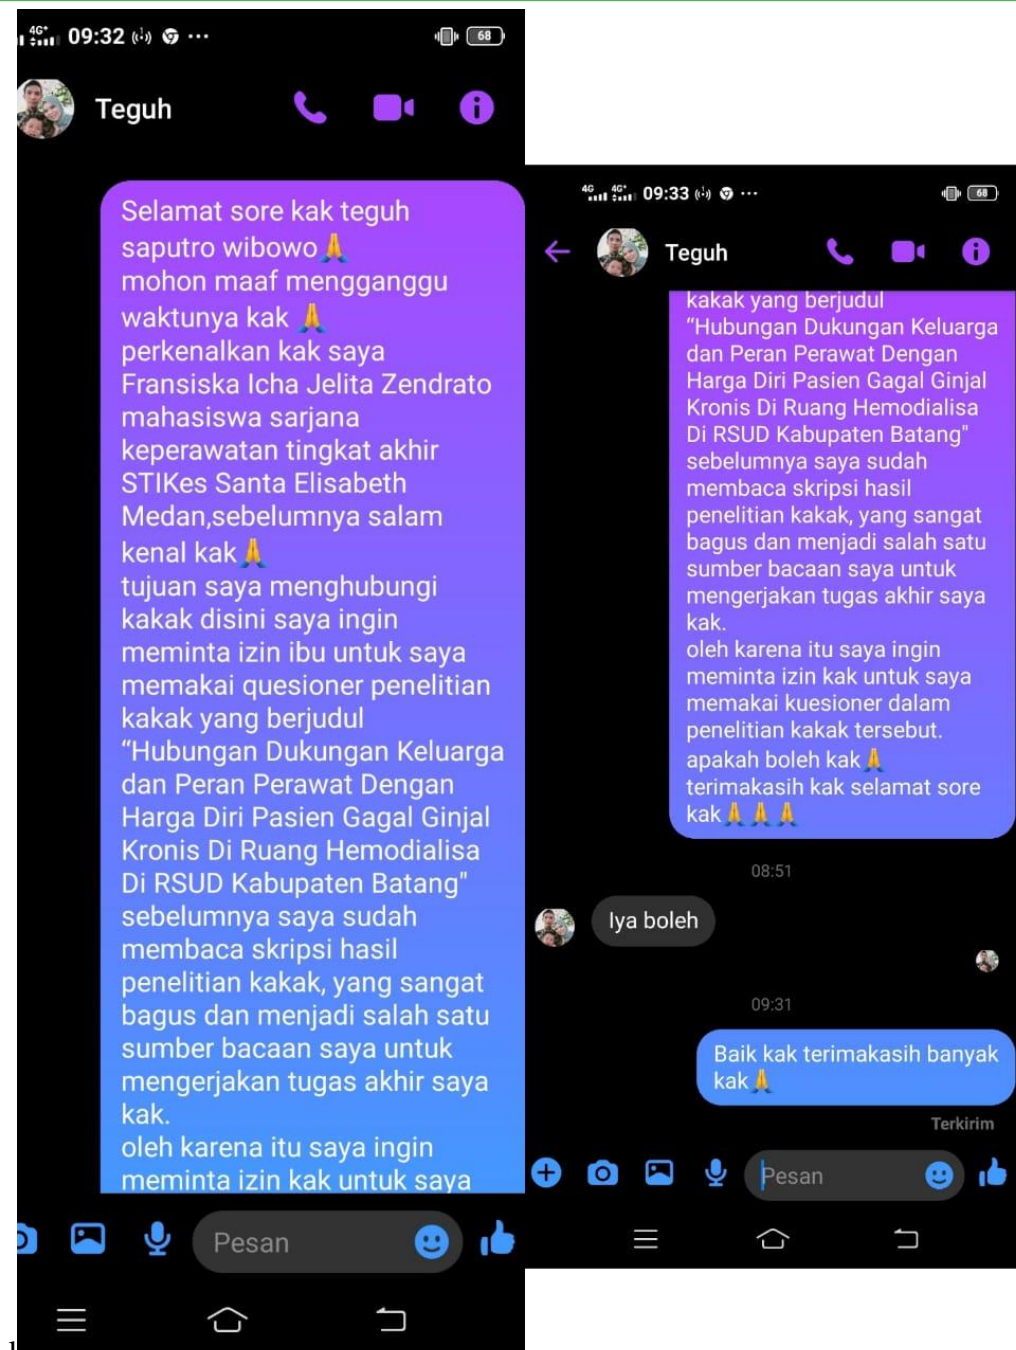 4G+ 09:32 ··· 68
Teguh
Selamat sore kak teguh
saputro wibowo🙏
mohon maaf mengganggu
waktunya kak 🙏
perkenalkan kak saya
Fransiska Icha Jelita Zendrato
mahasiswa sarjana
keperawatan tingkat akhir
STIKes Santa Elisabeth
Medan,sebelumnya salam
kenal kak🙏
tujuan saya menghubungi
kakak disini saya ingin
meminta izin ibu untuk saya
memakai quesioner penelitian
kakak yang berjudul
“Hubungan Dukungan Keluarga
dan Peran Perawat Dengan
Harga Diri Pasien Gagal Ginjal
Kronis Di Ruang Hemodialisa
Di RSUD Kabupaten Batang"
sebelumnya saya sudah
membaca skripsi hasil
penelitian kakak, yang sangat
bagus dan menjadi salah satu
sumber bacaan saya untuk
mengerjakan tugas akhir saya
kak.
oleh karena itu saya ingin
meminta izin kak untuk saya
Pesan
4G 4G+ 09:33 ··· 68
Teguh
kakak yang berjudul
“Hubungan Dukungan Keluarga
dan Peran Perawat Dengan
Harga Diri Pasien Gagal Ginjal
Kronis Di Ruang Hemodialisa
Di RSUD Kabupaten Batang"
sebelumnya saya sudah
membaca skripsi hasil
penelitian kakak, yang sangat
bagus dan menjadi salah satu
sumber bacaan saya untuk
mengerjakan tugas akhir saya
kak.
oleh karena itu saya ingin
meminta izin kak untuk saya
memakai kuesioner dalam
penelitian kakak tersebut.
apakah boleh kak🙏
terimakasih kak selamat sore
kak🙏🙏🙏
08:51
Iya boleh
09:31
Baik kak terimakasih banyak
kak🙏
Terkirim
Pesan